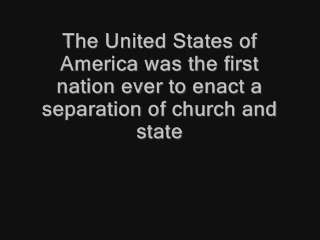 The United States of
America was the first
nation ever to enact a
separation of church and
state